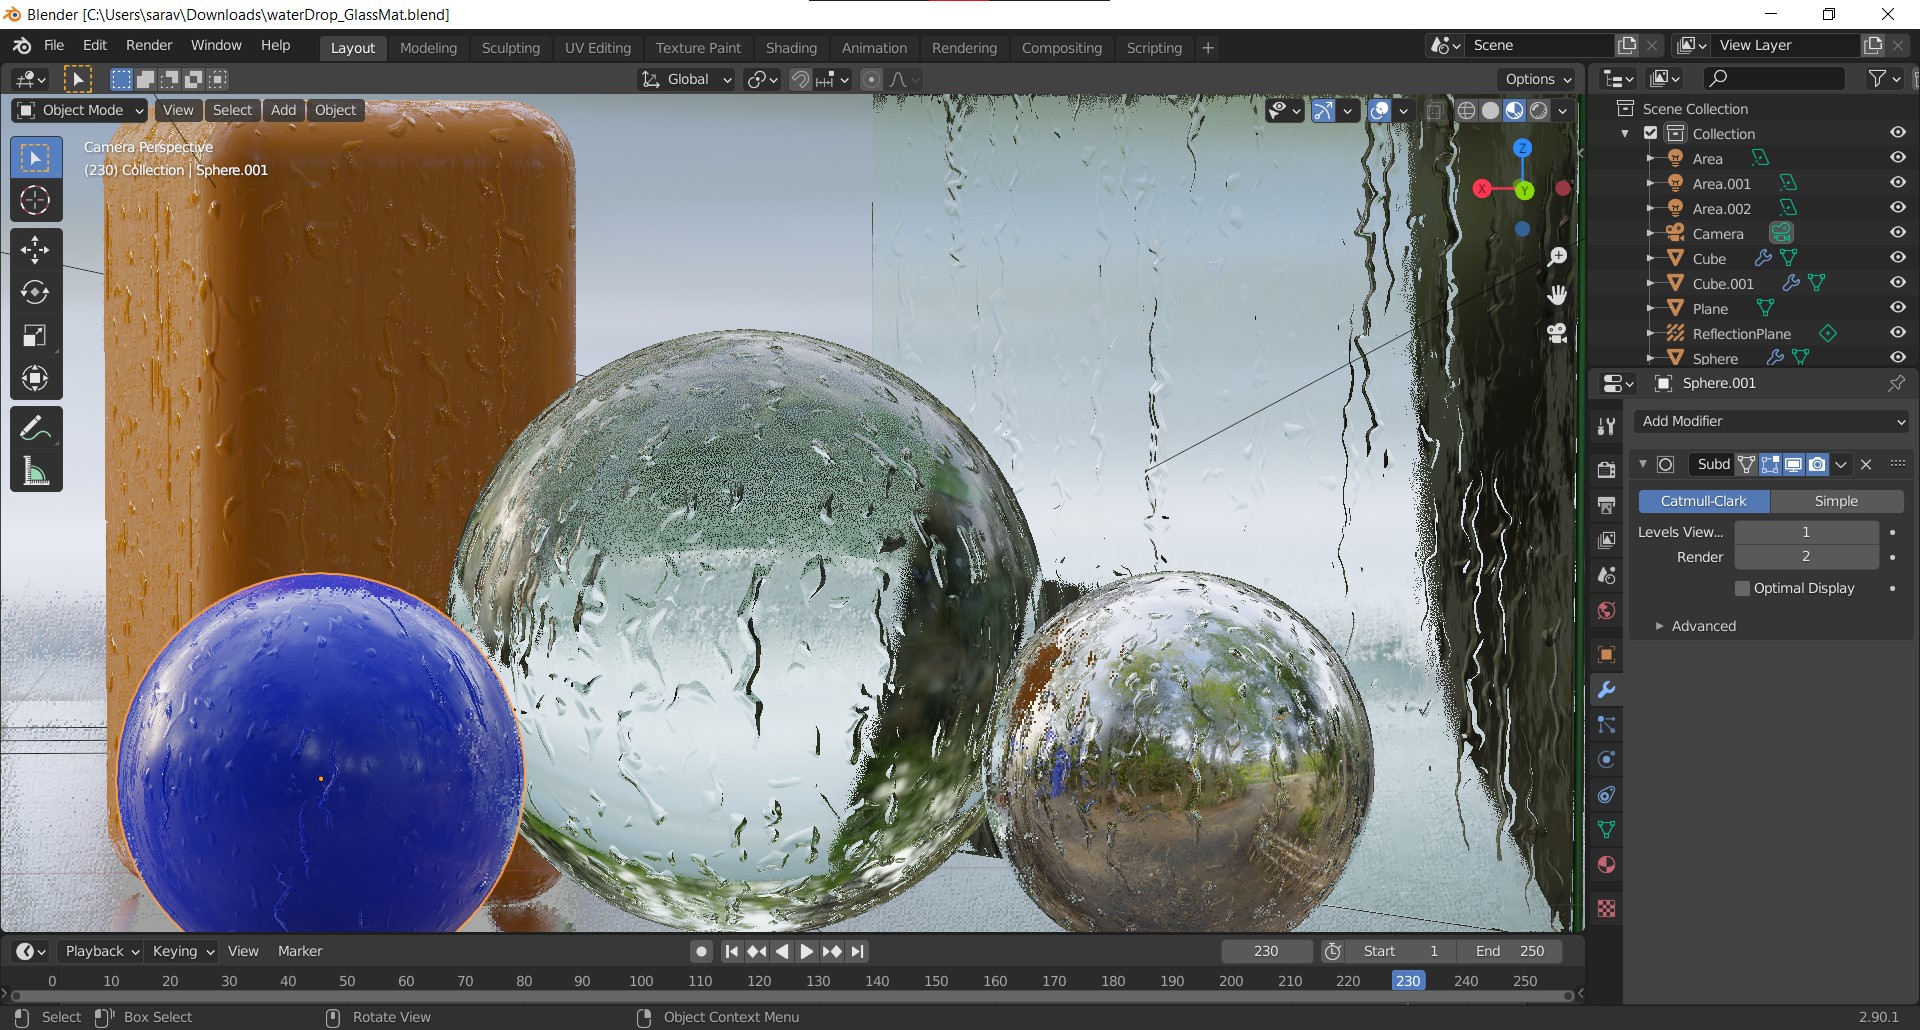 Blender [C:\Users\sarav\Downloads\waterDrop_GlassMat.blend]
File Edit Render Window Help
Layout Modeling Sculpting UV Editing Texture Paint Shading Animation Rendering Compositing Scripting +
Scene
View Layer
Global
Options
Object Mode View Select Add Object
Camera Perspective
(230) Collection | Sphere.001
Z
X
Y
Scene Collection
Collection
Area
Area.001
Area.002
Camera
Cube
Cube.001
Plane
ReflectionPlane
Sphere
Sphere.001
Add Modifier
Subd
Catmull-Clark Simple
Levels View... 1
Render 2
Optimal Display
Advanced
Playback Keying View Marker
230
Start 1
End 250
0 10 20 30 40 50 60 70 80 90 100 110 120 130 140 150 160 170 180 190 200 210 220 230 240 250
Select Box Select Rotate View Object Context Menu
2.90.1